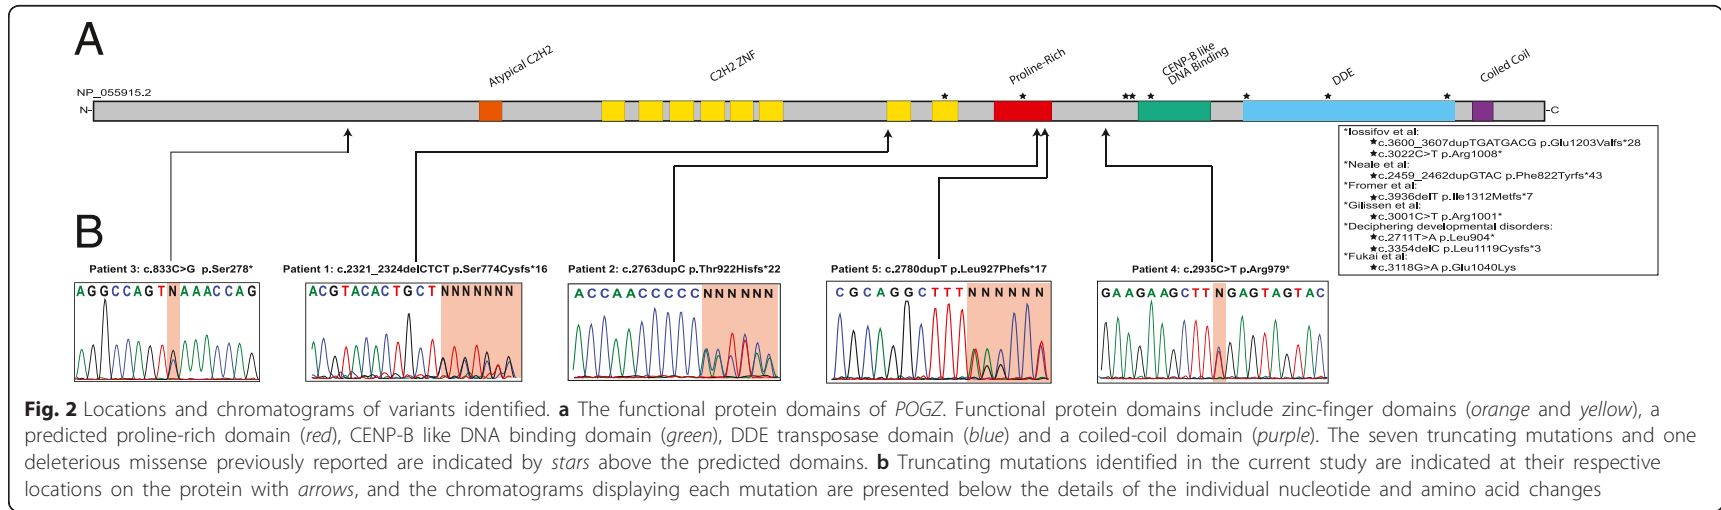 A
Atypical C2H2
C2H2 ZNF
Proline-Rich
CENP-B like
DNA Binding
DDE
Coiled Coil
NP_055915.2
N-
-C
*Iossifov et al:
★c.3600_3607dupTGATGACG p.Glu1203Valfs*28
★c.3022C>T p.Arg1008*
*Neale et al:
★c.2459_2462dupGTAC p.Phe822Tyrfs*43
*Fromer et al:
★c.3936delT p.Ile1312Metfs*7
*Gilissen et al:
★c.3001C>T p.Arg1001*
*Deciphering developmental disorders:
★c.2711T>A p.Leu904*
★c.3354delC p.Leu1119Cysfs*3
*Fukai et al:
★c.3118G>A p.Glu1040Lys
B
Patient 3: c.833C>G p.Ser278*
AGGCCAGTNAAACCAG
Patient 1: c.2321_2324delCTCT p.Ser774Cysfs*16
ACGTACACTGCTNNNNNNN
Patient 2: c.2763dupC p.Thr922Hisfs*22
ACCAACCCCCNNNNNN
Patient 5: c.2780dupT p.Leu927Phefs*17
CGCAGGCTTTNNNNNN
Patient 4: c.2935C>T p.Arg979*
GAAGAAGCTTNGAGTAGTAC
Fig. 2 Locations and chromatograms of variants identified. a The functional protein domains of POGZ. Functional protein domains include zinc-finger domains (orange and yellow), a
predicted proline-rich domain (red), CENP-B like DNA binding domain (green), DDE transposase domain (blue) and a coiled-coil domain (purple). The seven truncating mutations and one
deleterious missense previously reported are indicated by stars above the predicted domains. b Truncating mutations identified in the current study are indicated at their respective
locations on the protein with arrows, and the chromatograms displaying each mutation are presented below the details of the individual nucleotide and amino acid changes